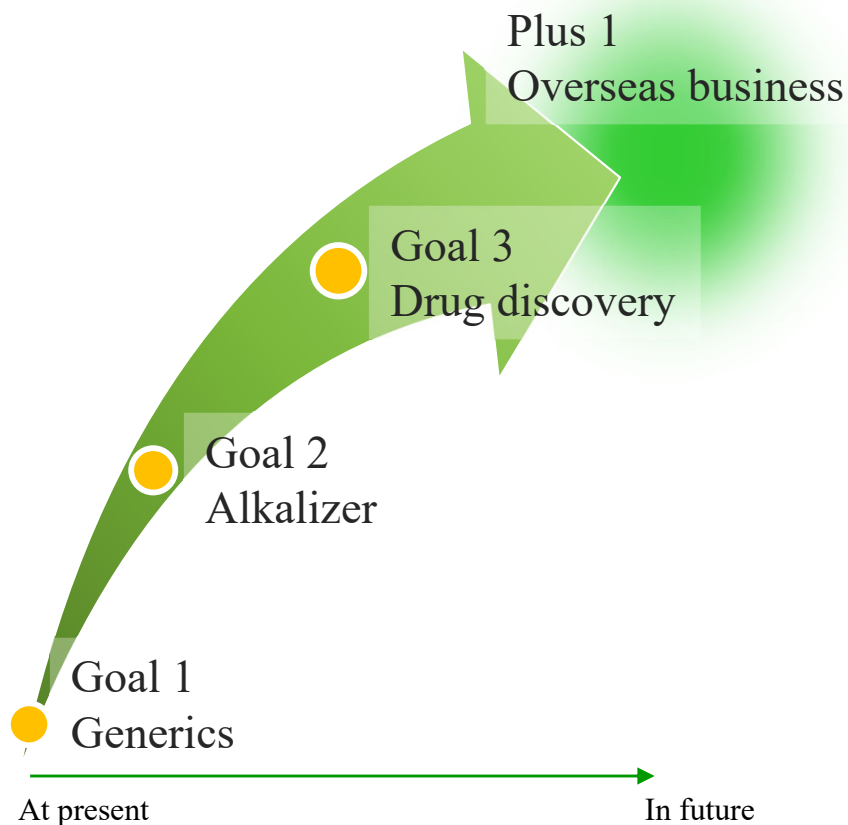 Plus 1
Overseas business
Goal 3
Drug discovery
Goal 2
Alkalizer
Goal 1
Generics
At present
In future